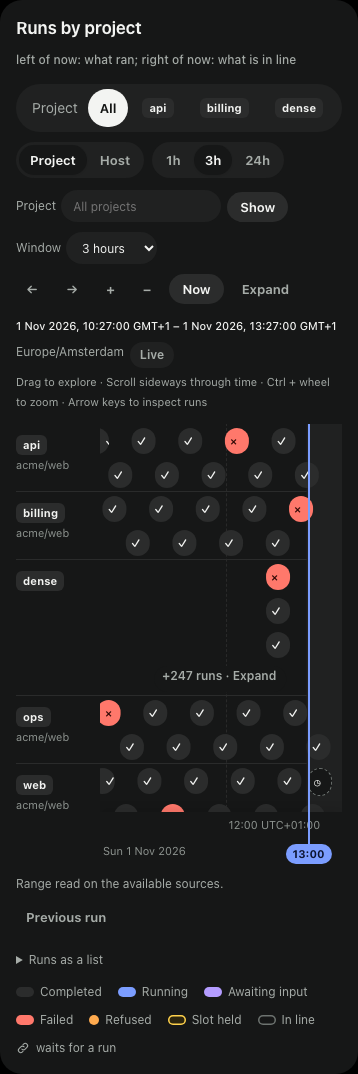 Runs by project
left of now: what ran; right of now: what is in line
Project All api billing dense
Project Host 1h 3h 24h
Project All projects Show
Window 3 hours
← → + − Now Expand
1 Nov 2026, 10:27:00 GMT+1 – 1 Nov 2026, 13:27:00 GMT+1
Europe/Amsterdam Live
Drag to explore · Scroll sideways through time · Ctrl + wheel
to zoom · Arrow keys to inspect runs
api
acme/web
billing
acme/web
dense
+247 runs · Expand
ops
acme/web
web
acme/web
12:00 UTC+01:00
Sun 1 Nov 2026 13:00
Range read on the available sources.
Previous run
Runs as a list
Completed Running Awaiting input
Failed Refused Slot held In line
waits for a run